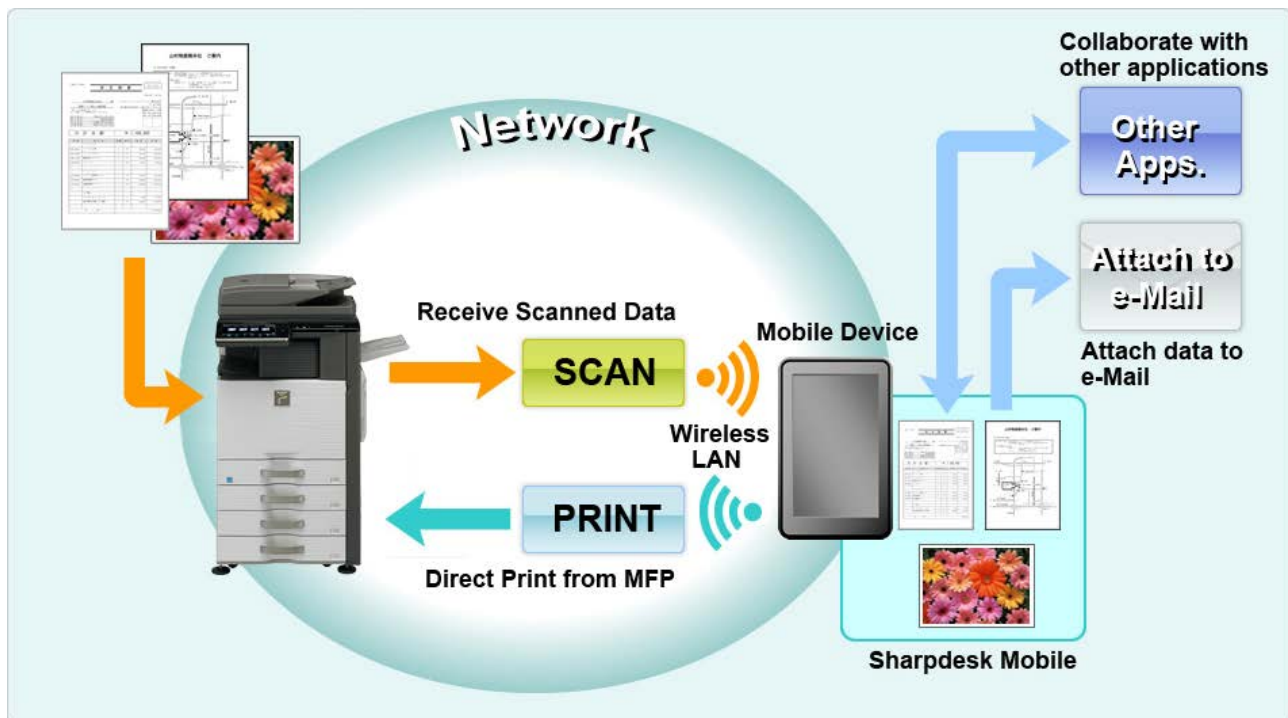 Collaborate with
other applications
Network
Other
Apps.
Attach to
e-Mail
Receive Scanned Data
Mobile Device
SCAN
Attach data to
e-Mail
Wireless
LAN
PRINT
Direct Print from MFP
Sharpdesk Mobile